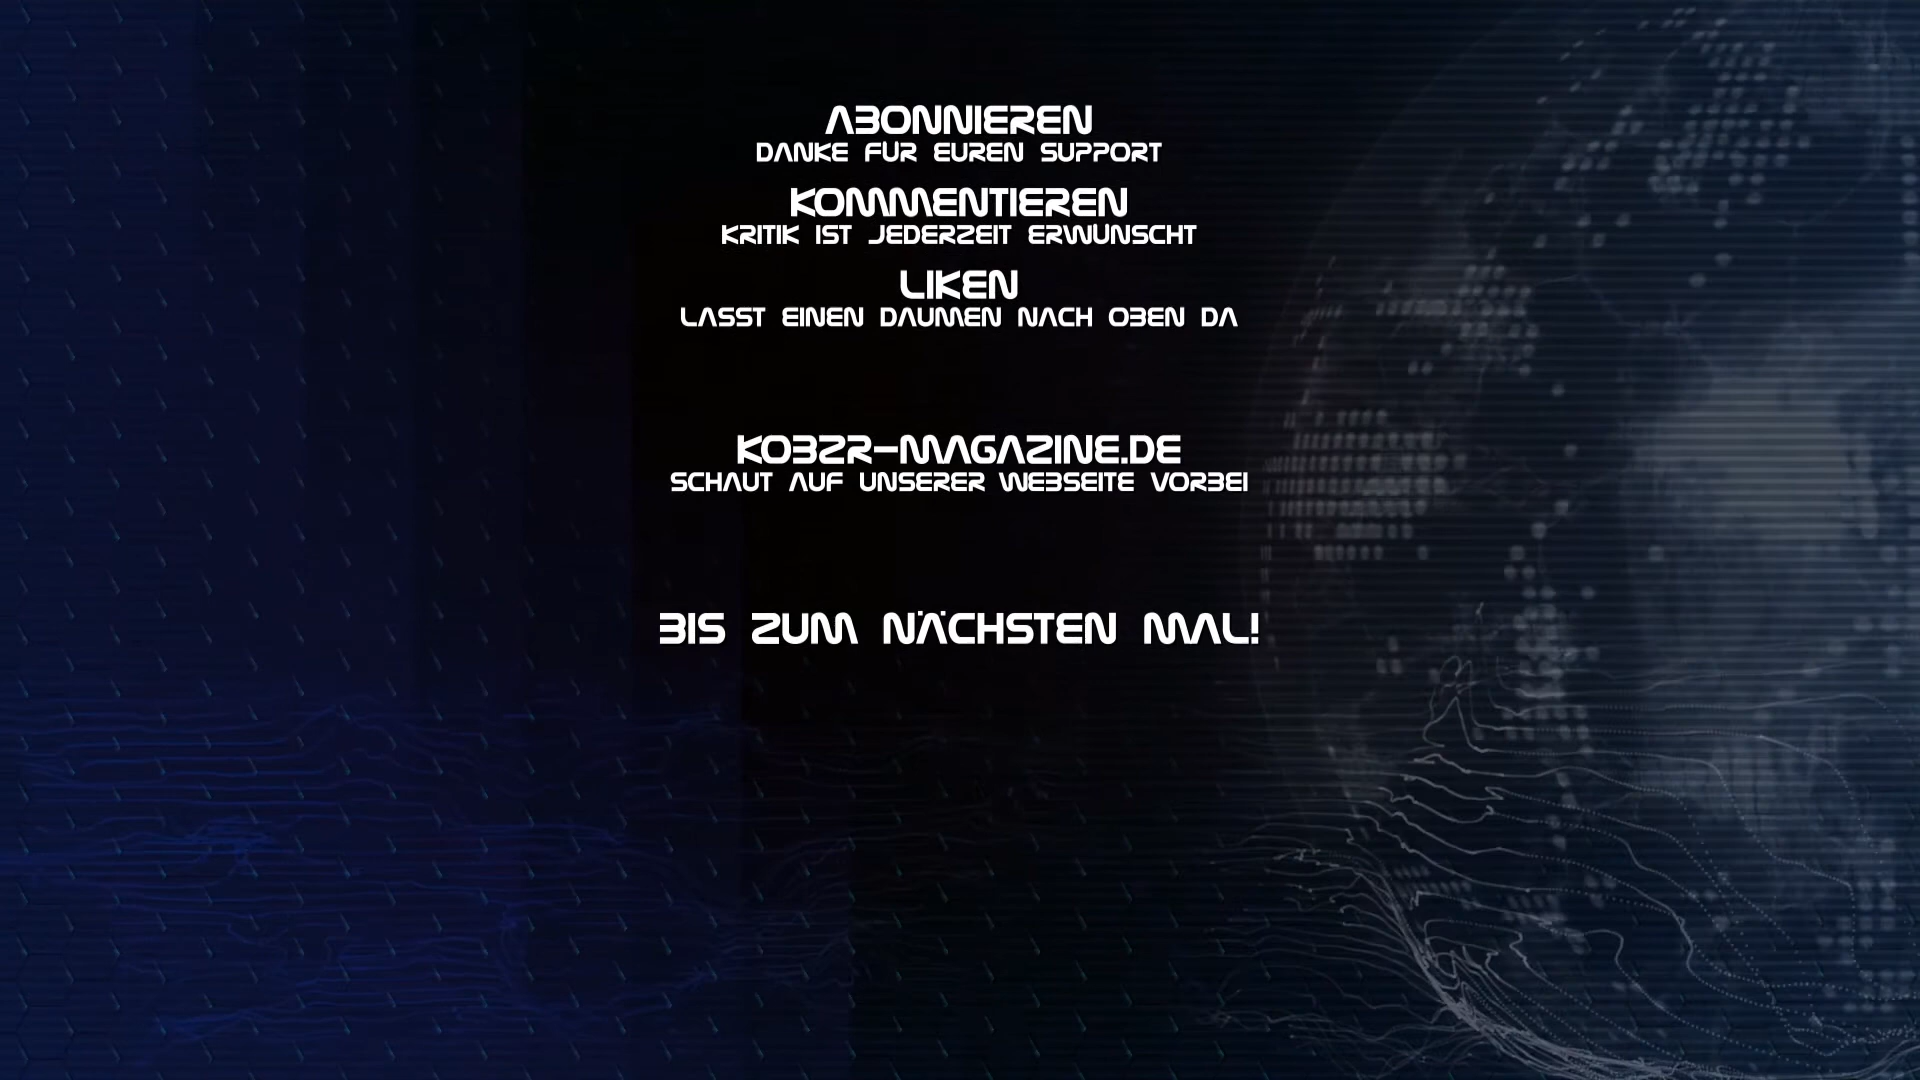 ABONNIEREN
DANKE FÜR EUREN SUPPORT
KOMMENTIEREN
KRITIK IST JEDERZEIT ERWÜNSCHT
LIKEN
LASST EINEN DAUMEN NACH OBEN DA
KOBZR-MAGAZINE.DE
SCHAUT AUF UNSERER WEBSEITE VORBEI
BIS ZUM NÄCHSTEN MAL!